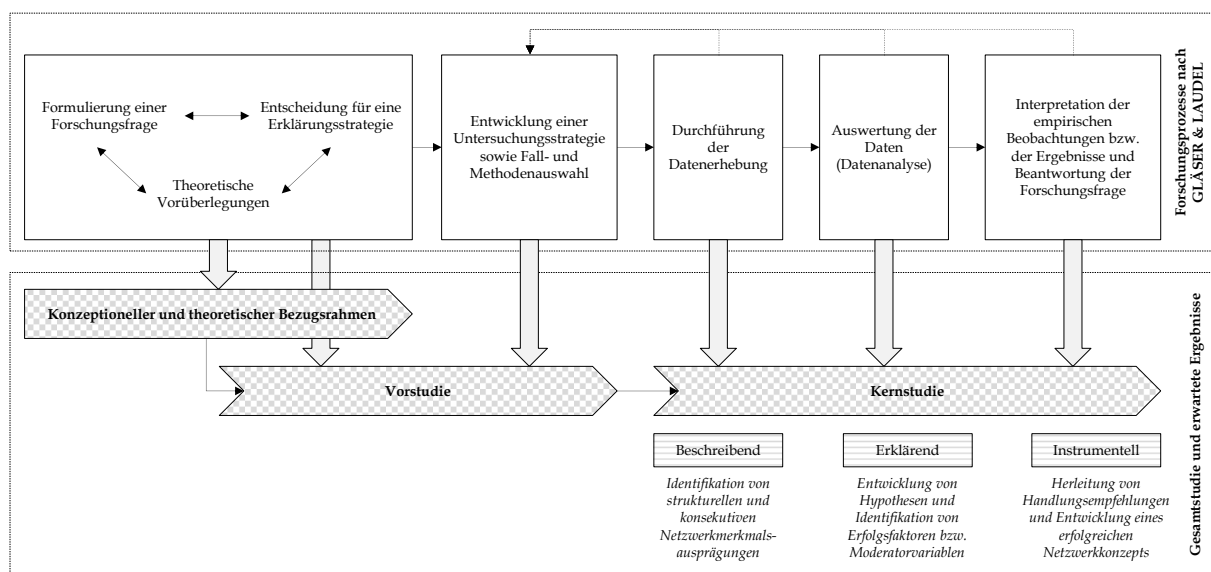 Formulierung einer
Forschungsfrage
Entscheidung für eine
Erklärungsstrategie
Theoretische
Vorüberlegungen
Entwicklung einer
Untersuchungsstrategie
sowie Fall- und
Methodenauswahl
Durchführung
der
Datenerhebung
Auswertung der
Daten
(Datenanalyse)
Interpretation der
empirischen
Beobachtungen bzw.
der Ergebnisse und
Beantwortung der
Forschungsfrage
Forschungsprozesse nach
GLÄSER & LAUDEL
Konzeptioneller und theoretischer Bezugsrahmen
Vorstudie
Kernstudie
Beschreibend
Identifikation von
strukturellen und
konsekutiven
Netzwerkmerkmals-
ausprägungen
Erklärend
Entwicklung von
Hypothesen und
Identifikation von
Erfolgsfaktoren bzw.
Moderatorvariablen
Instrumentell
Herleitung von
Handlungsempfehlungen
und Entwicklung eines
erfolgreichen
Netzwerkkonzepts
Gesamtstudie und erwartete Ergebnisse